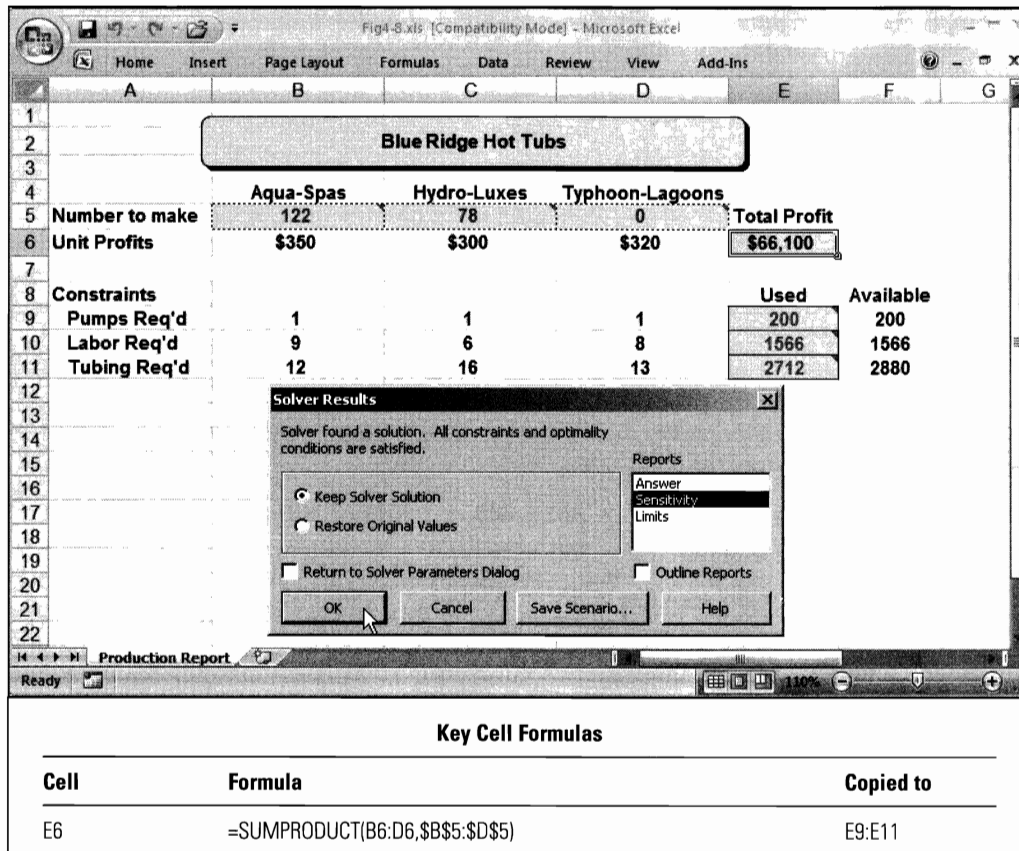 Fig4-8.xls [Compatibility Mode] - Microsoft Excel
Home Insert Page Layout Formulas Data Review View Add-Ins
A B C D E F G
1
2 Blue Ridge Hot Tubs
3
4 Aqua-Spas Hydro-Luxes Typhoon-Lagoons
5 Number to make 122 78 0 Total Profit
6 Unit Profits $350 $300 $320 $66,100
7
8 Constraints Used Available
9 Pumps Req'd 1 1 1 200 200
10 Labor Req'd 9 6 8 1566 1566
11 Tubing Req'd 12 16 13 2712 2880
12
13
14
15
16
17
18
19
20
21
22
Solver Results
Solver found a solution. All constraints and optimality
conditions are satisfied.
Reports
Answer
Sensitivity
Limits
Keep Solver Solution
Restore Original Values
Return to Solver Parameters Dialog Outline Reports
OK Cancel Save Scenario... Help
Production Report
Ready 110%
Key Cell Formulas
Cell Formula Copied to
E6 =SUMPRODUCT(B6:D6,$B$5:$D$5) E9:E11